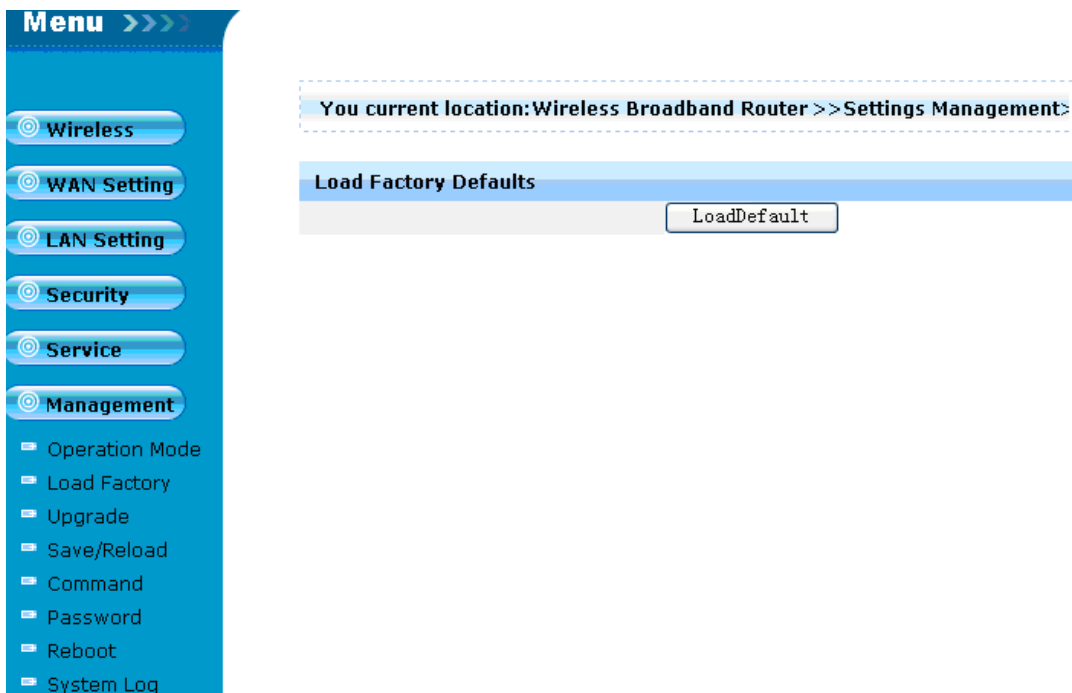 Menu >>>>
You current location:Wireless Broadband Router >>Settings Management>
Wireless
WAN Setting
Load Factory Defaults
LoadDefault
LAN Setting
Security
Service
Management
Operation Mode
Load Factory
Upgrade
Save/Reload
Command
Password
Reboot
System Log